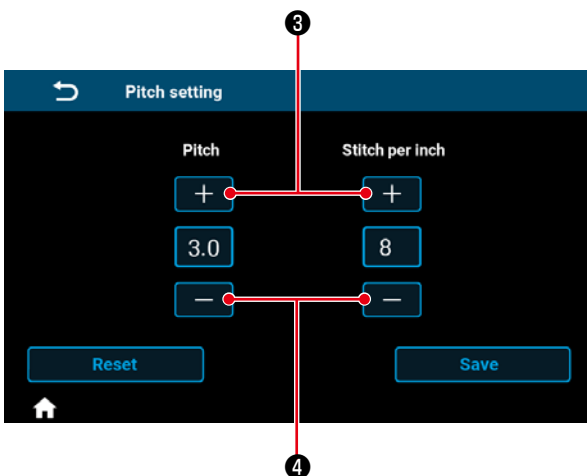 ❸
Pitch setting
Pitch Stitch per inch
+ +
3.0 8
− −
Reset Save
❹